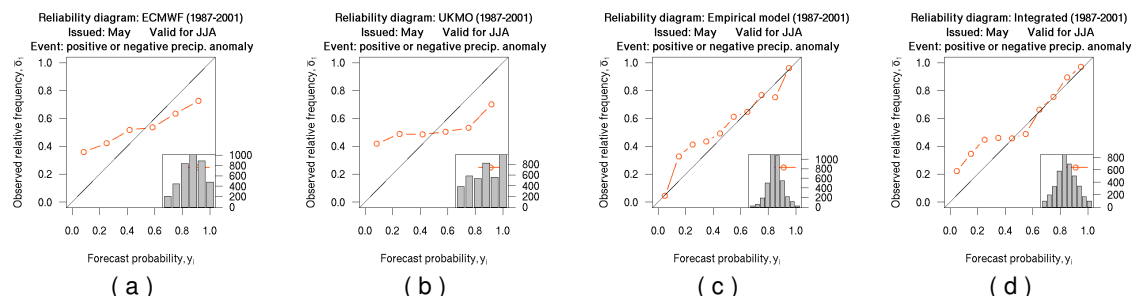 Reliability diagram: ECMWF (1987-2001)
Issued: May Valid for JJA
Event: positive or negative precip. anomaly
Observed relative frequency, o̅₁
1.0
0.8
0.6
0.4
0.2
0.0
1000
800
600
400
200
0
0.0 0.2 0.4 0.6 0.8 1.0
Forecast probability, yᵢ
( a )
Reliability diagram: UKMO (1987-2001)
Issued: May Valid for JJA
Event: positive or negative precip. anomaly
Observed relative frequency, o̅₁
1.0
0.8
0.6
0.4
0.2
0.0
800
600
400
200
0
0.0 0.2 0.4 0.6 0.8 1.0
Forecast probability, yᵢ
( b )
Reliability diagram: Empirical model (1987-2001)
Issued: May Valid for JJA
Event: positive or negative precip. anomaly
Observed relative frequency, o̅₁
1.0
0.8
0.6
0.4
0.2
0.0
1000
800
600
400
200
0
0.0 0.2 0.4 0.6 0.8 1.0
Forecast probability, yᵢ
( c )
Reliability diagram: Integrated (1987-2001)
Issued: May Valid for JJA
Event: positive or negative precip. anomaly
Observed relative frequency, o̅₁
1.0
0.8
0.6
0.4
0.2
0.0
800
600
400
200
0
0.0 0.2 0.4 0.6 0.8 1.0
Forecast probability, yᵢ
( d )